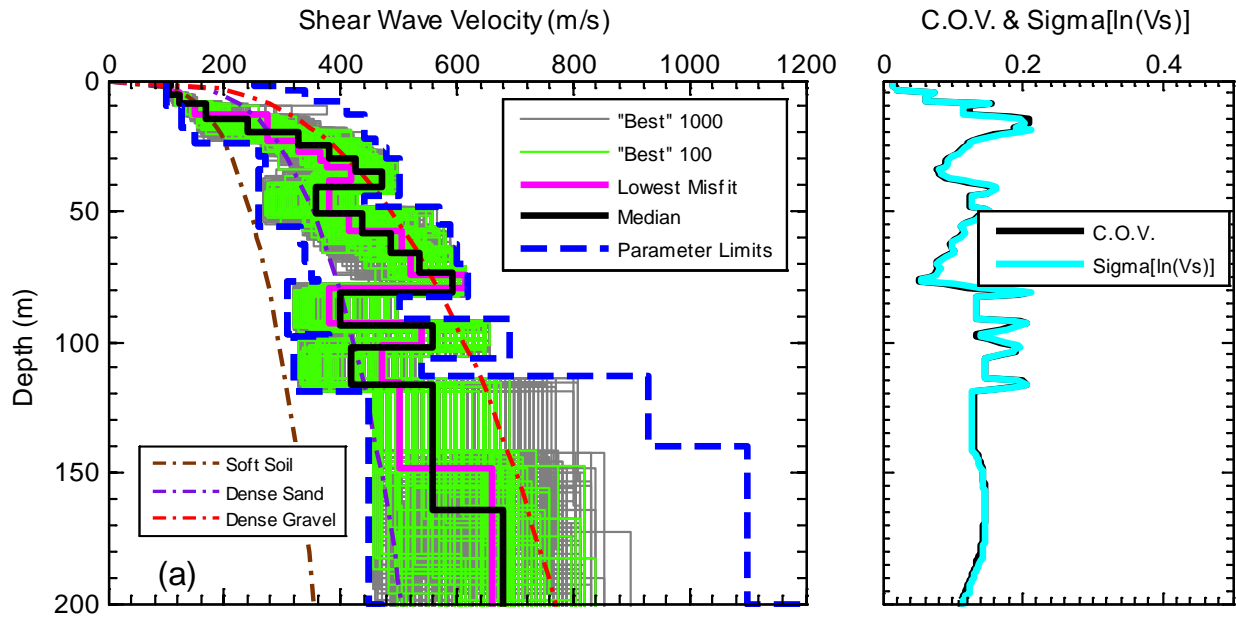 Shear Wave Velocity (m/s)
C.O.V. & Sigma[ln(Vs)]
0 200 400 600 800 1000 1200
0 0.2 0.4
Depth (m)
0
50
100
150
200
"Best" 1000
"Best" 100
Lowest Misfit
Median
Parameter Limits
C.O.V.
Sigma[ln(Vs)]
Soft Soil
Dense Sand
Dense Gravel
(a)